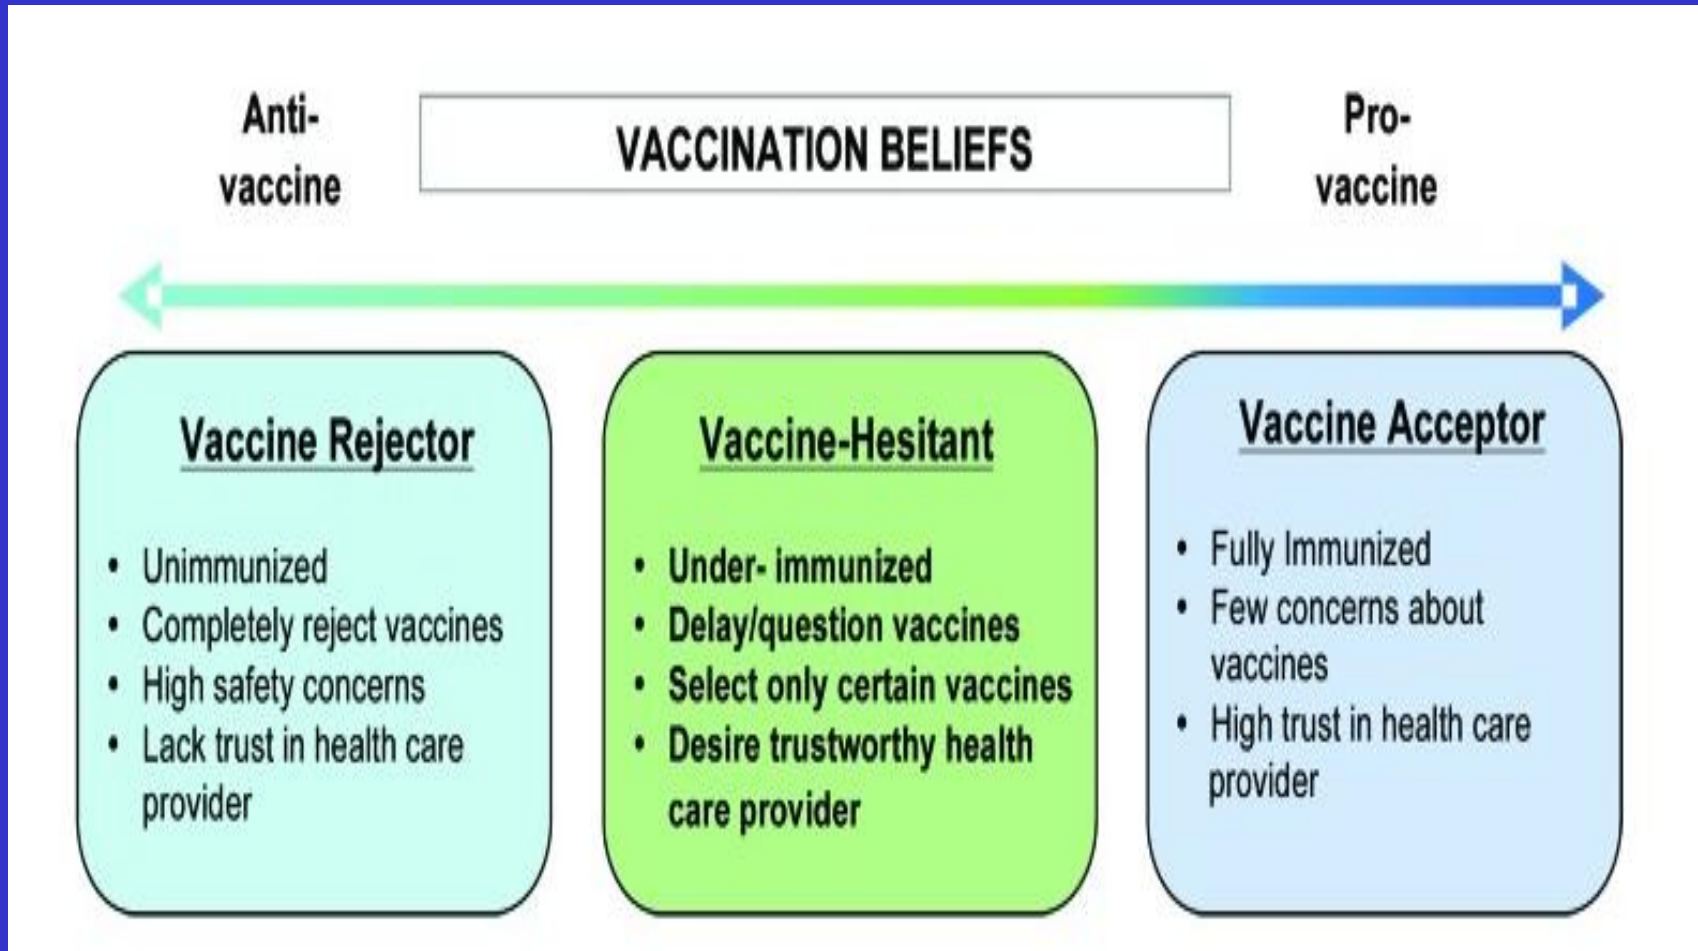 Anti-
vaccine
VACCINATION BELIEFS
Pro-
vaccine
Vaccine Rejector
• Unimmunized
• Completely reject vaccines
• High safety concerns
• Lack trust in health care
provider
Vaccine-Hesitant
• Under- immunized
• Delay/question vaccines
• Select only certain vaccines
• Desire trustworthy health
care provider
Vaccine Acceptor
• Fully Immunized
• Few concerns about
vaccines
• High trust in health care
provider